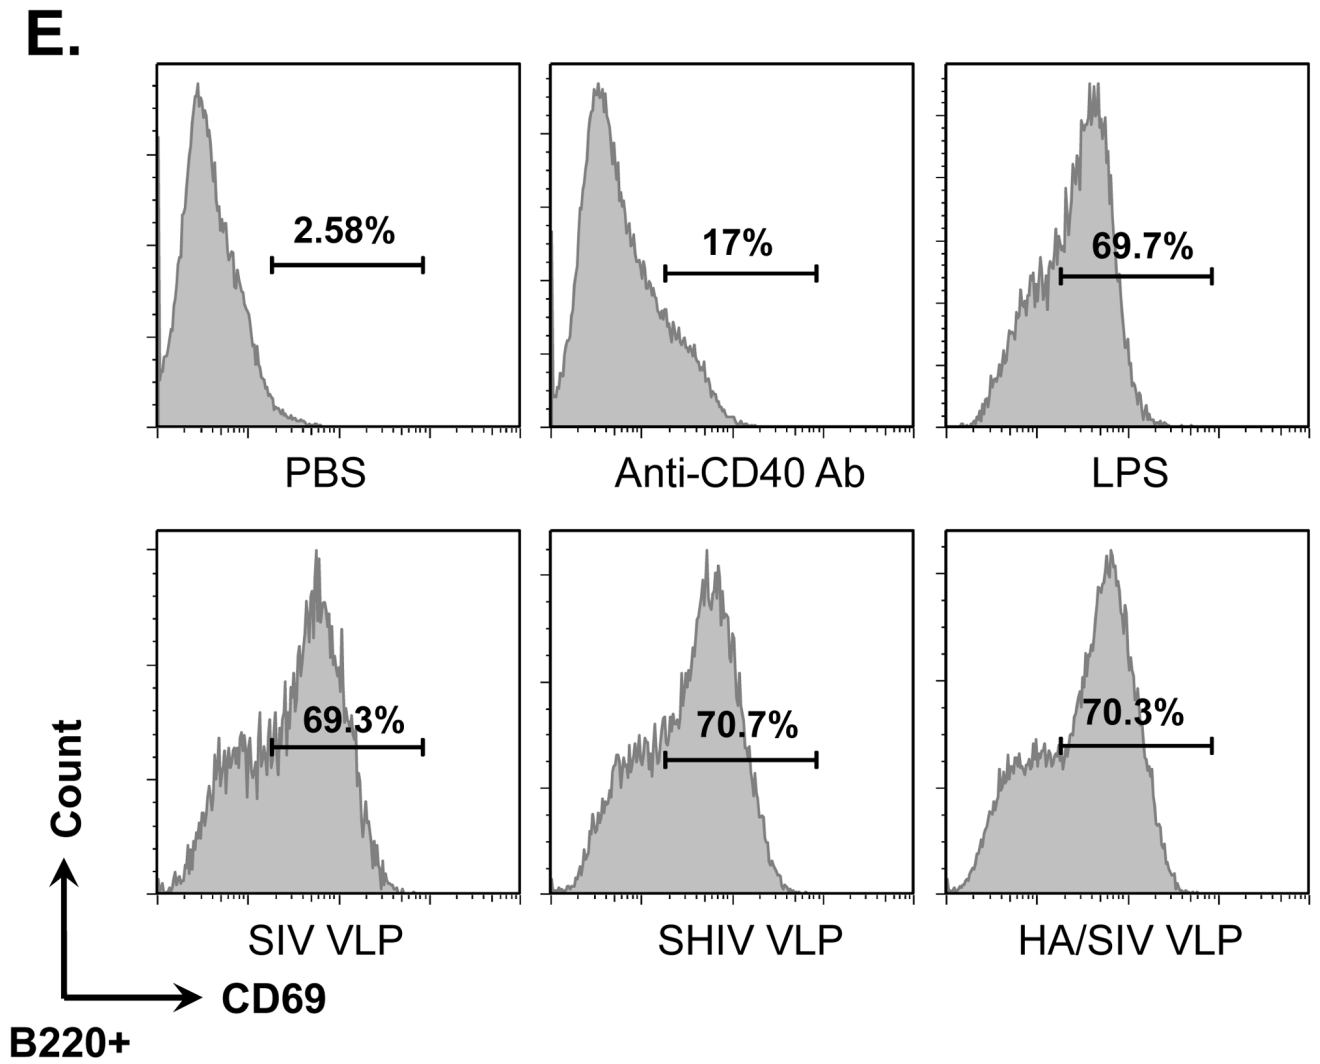 E.
2.58%
17%
69.7%
PBS
Anti-CD40 Ab
LPS
69.3%
70.7%
70.3%
SIV VLP
SHIV VLP
HA/SIV VLP
Count
CD69
B220+